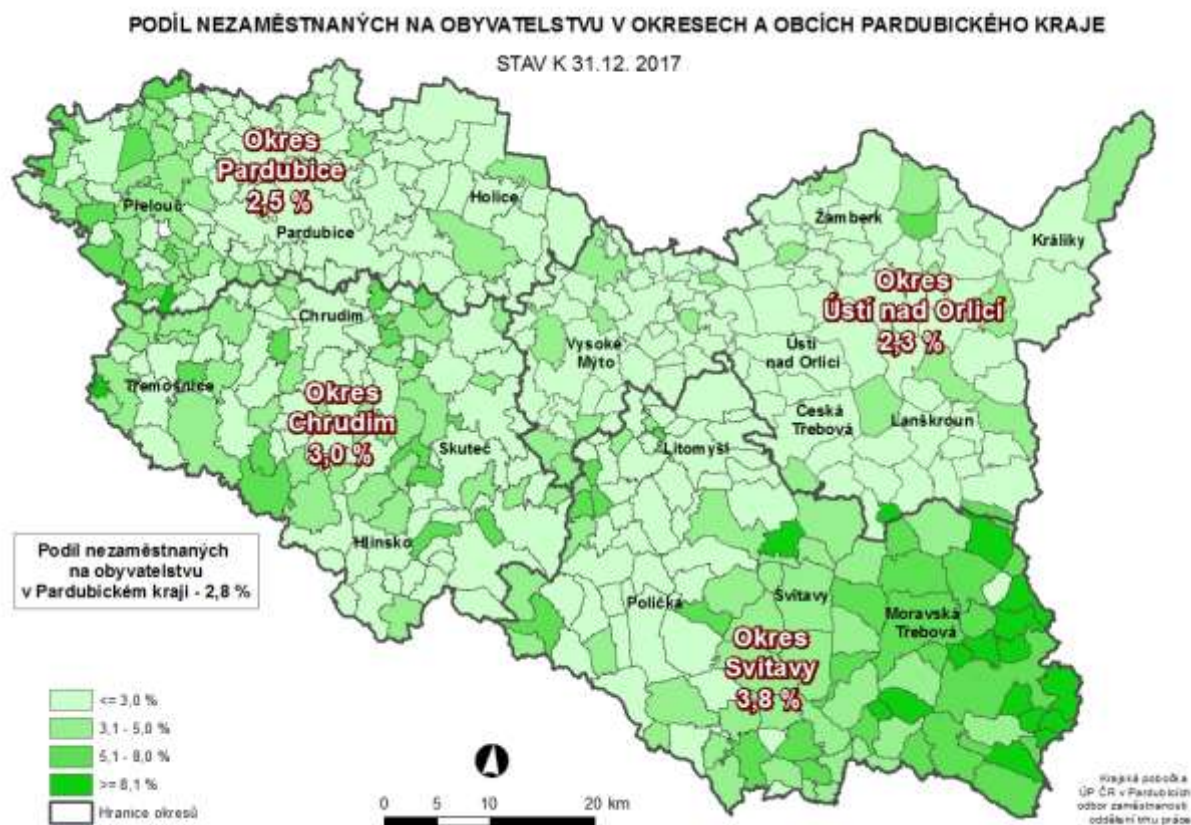 PODÍL NEZAMĚSTNANÝCH NA OBYVATELSTVU V OKRESECH A OBCÍCH PARDUBICKÉHO KRAJE
STAV K 31.12. 2017
Okres
Pardubice
2,5 %
Přelouč
Pardubice
Holice
Žamberk
Králíky
Okres
Ústí nad Orlicí
2,3 %
Chrudim
Vysoké
Mýto
Ústí
nad Orlicí
Třemošnice
Okres
Chrudim
3,0 %
Skuteč
Česká
Třebová
Lanškroun
Litomyšl
Hlinsko
Podíl nezaměstnaných
na obyvatelstvu
v Pardubickém kraji - 2,8 %
Polička
Svitavy
Moravská
Třebová
Okres
Svitavy
3,8 %
<= 3,0 %
3,1 - 5,0 %
5,1 - 8,0 %
>= 8,1 %
Hranice okresů
0 5 10 20 km
Krajská pobočka
ÚP ČR v Pardubicích
odbor zaměstnanosti
oddělení trhu práce